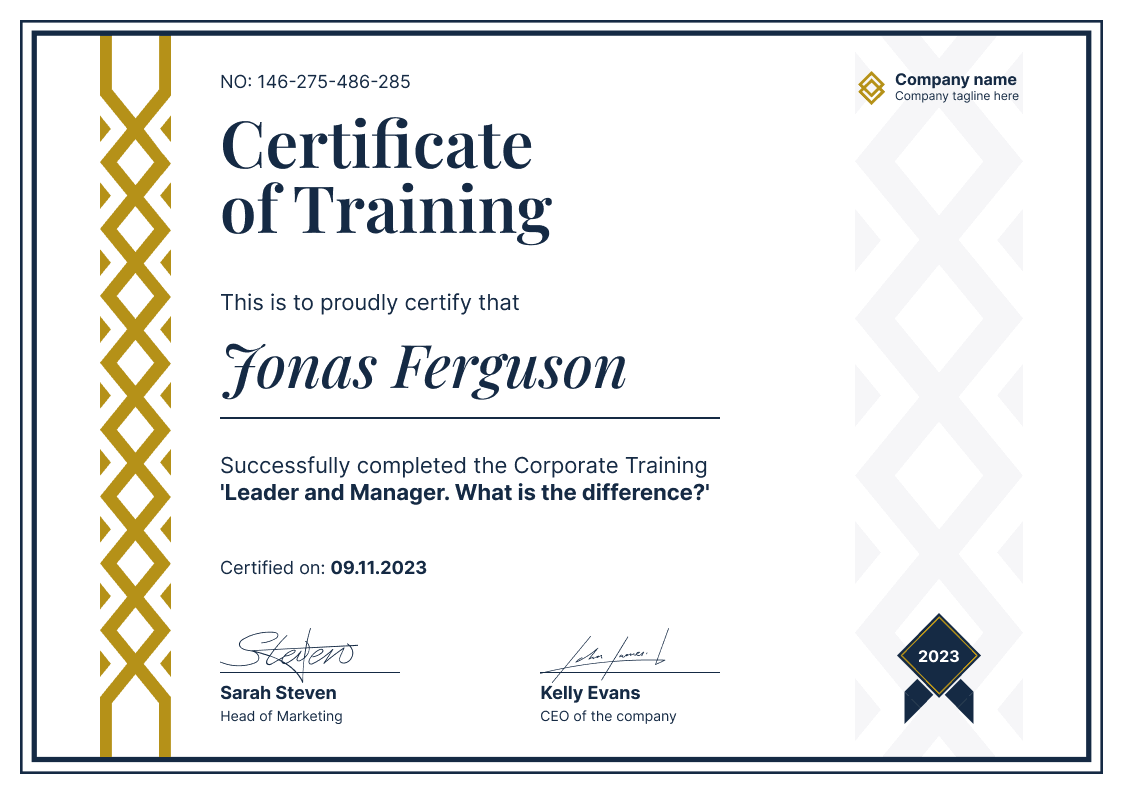 NO: 146-275-486-285
Company name
Company tagline here
Certificate
of Training
This is to proudly certify that
Jonas Ferguson
Successfully completed the Corporate Training
'Leader and Manager. What is the difference?'
Certified on: 09.11.2023
2023
Steven
John James.
Sarah Steven
Kelly Evans
Head of Marketing
CEO of the company